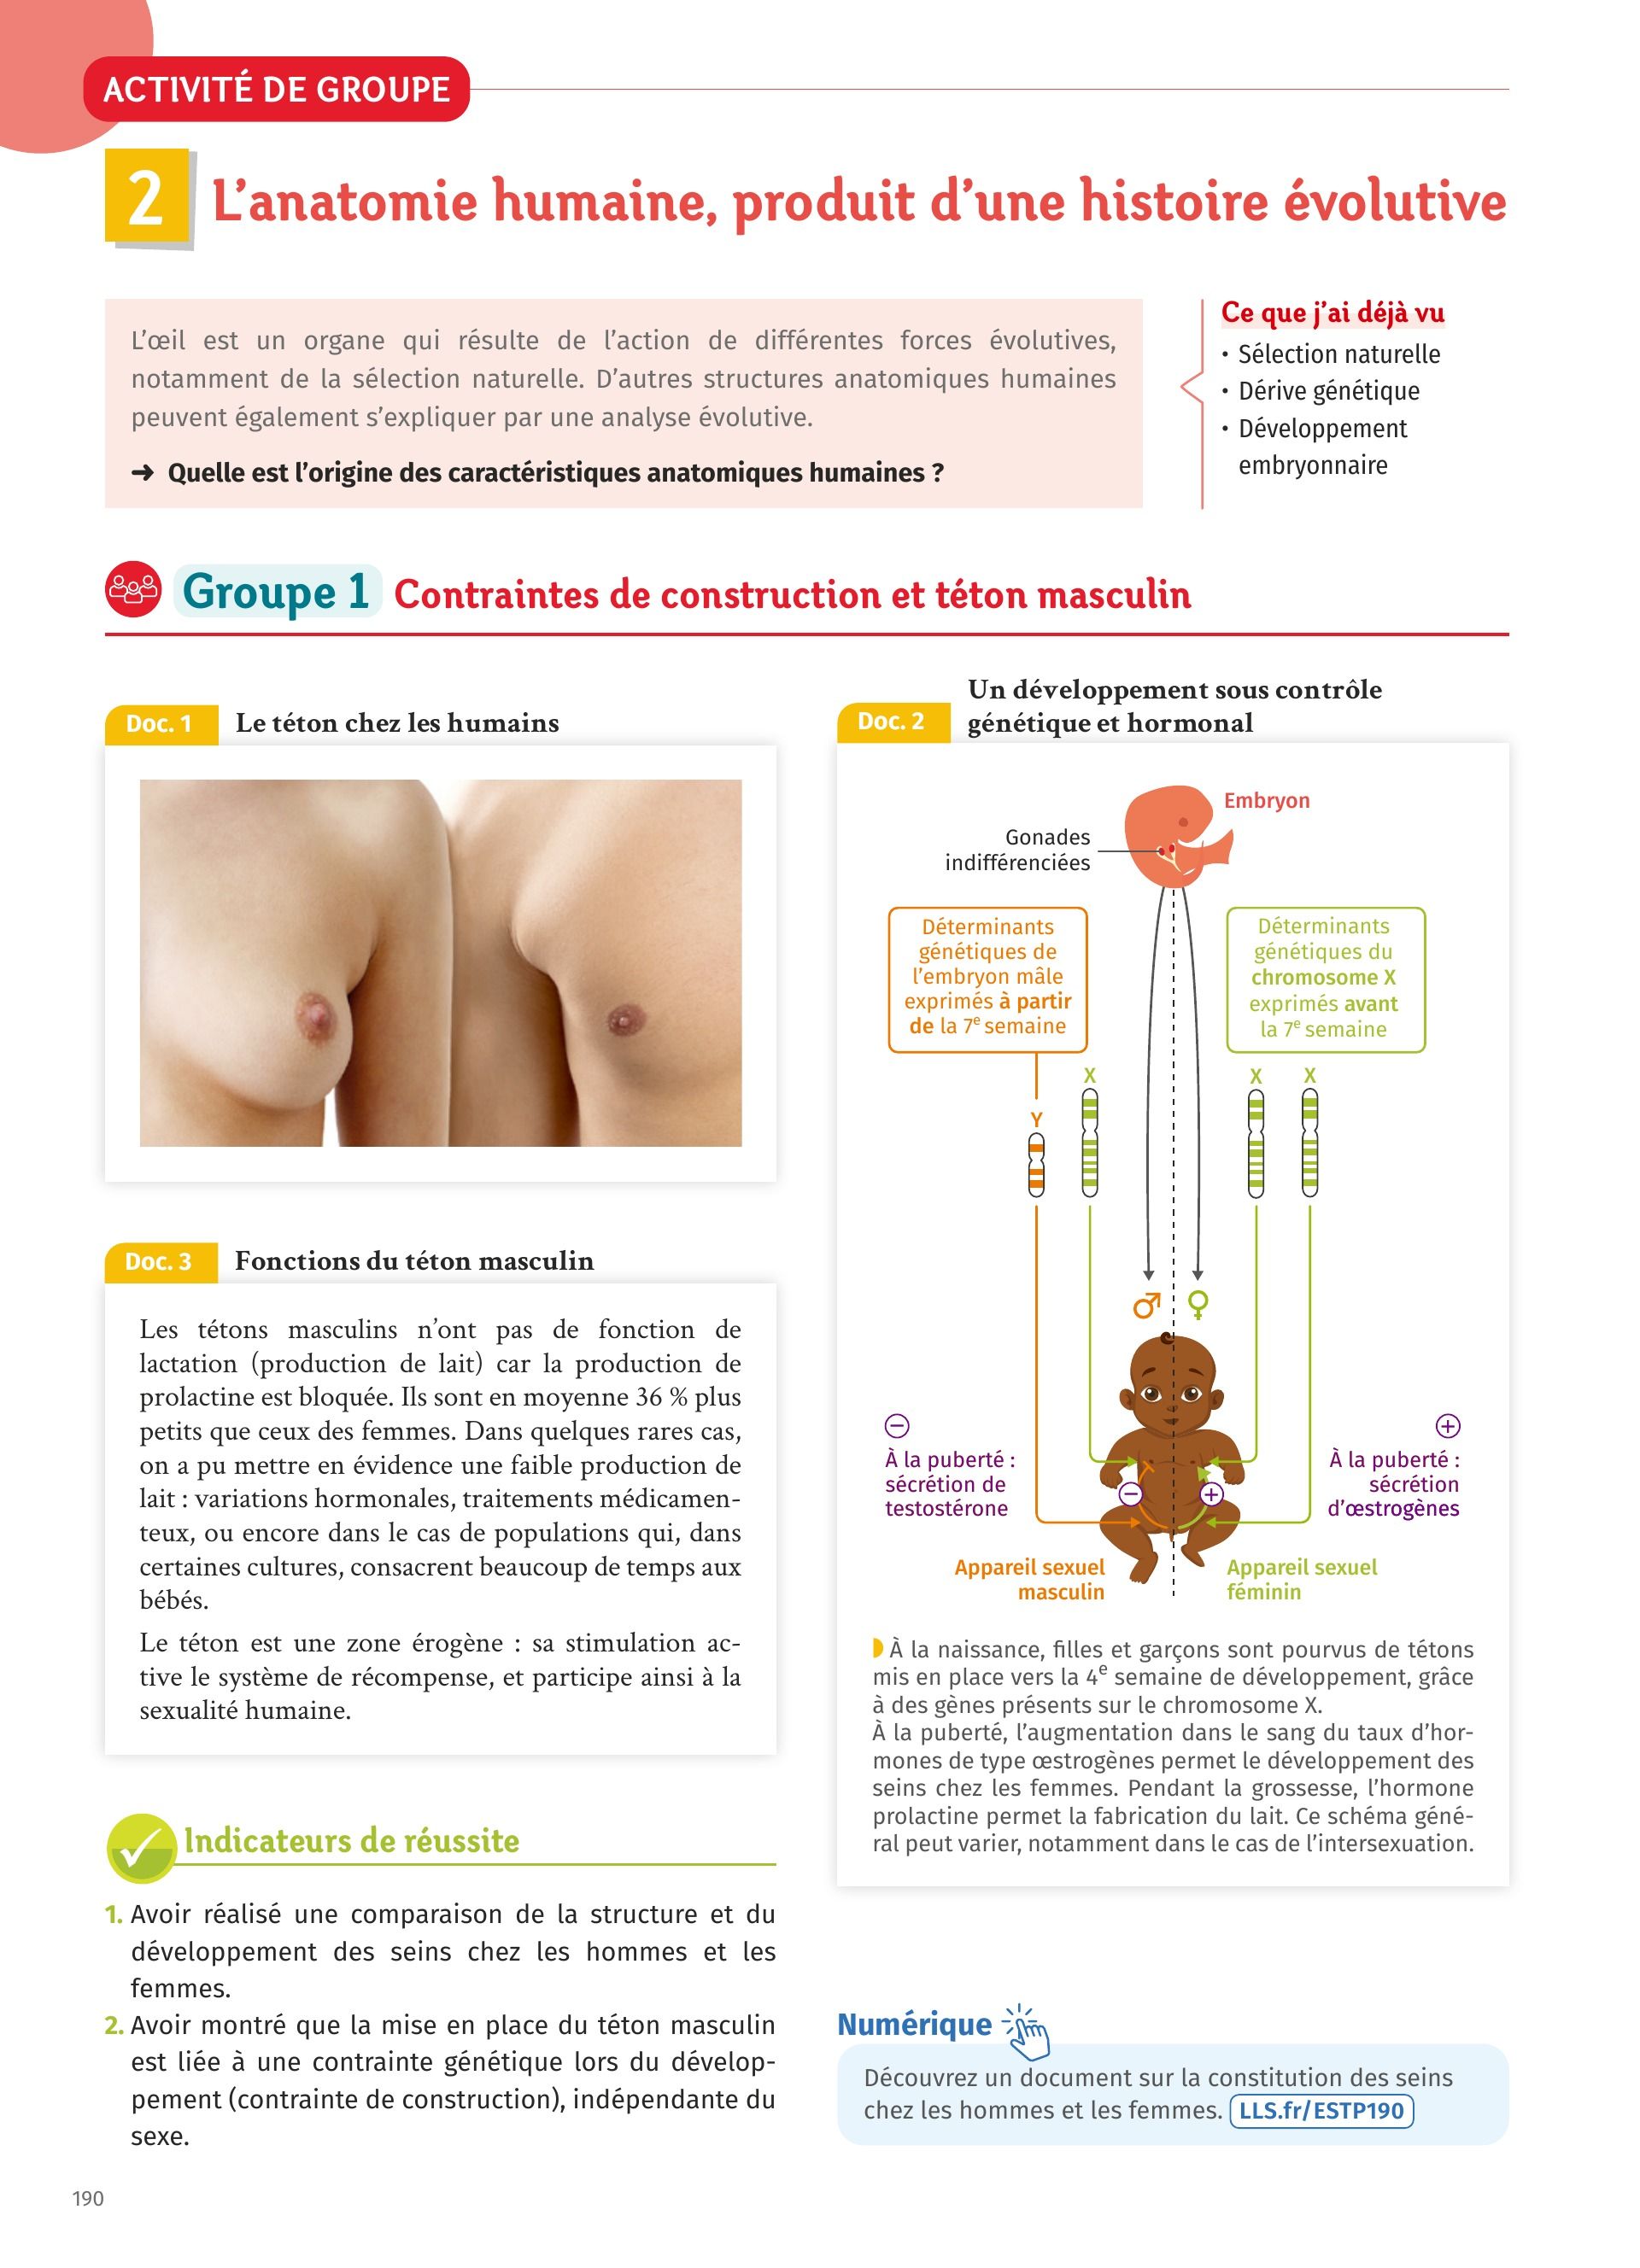 ACTIVITÉ DE GROUPE
2 L’anatomie humaine, produit d’une histoire évolutive
L’œil est un organe qui résulte de l’action de différentes forces évolutives,
notamment de la sélection naturelle. D’autres structures anatomiques humaines
peuvent également s’expliquer par une analyse évolutive.
➜ Quelle est l’origine des caractéristiques anatomiques humaines ?
Ce que j’ai déjà vu
• Sélection naturelle
• Dérive génétique
• Développement
embryonnaire
Groupe 1 Contraintes de construction et téton masculin
Doc. 1 Le téton chez les humains
Doc. 3 Fonctions du téton masculin
Les tétons masculins n’ont pas de fonction de
lactation (production de lait) car la production de
prolactine est bloquée. Ils sont en moyenne 36 % plus
petits que ceux des femmes. Dans quelques rares cas,
on a pu mettre en évidence une faible production de
lait : variations hormonales, traitements médicamen-
teux, ou encore dans le cas de populations qui, dans
certaines cultures, consacrent beaucoup de temps aux
bébés.
Le téton est une zone érogène : sa stimulation ac-
tive le système de récompense, et participe ainsi à la
sexualité humaine.
Indicateurs de réussite
1. Avoir réalisé une comparaison de la structure et du
développement des seins chez les hommes et les
femmes.
2. Avoir montré que la mise en place du téton masculin
est liée à une contrainte génétique lors du dévelop-
pement (contrainte de construction), indépendante du
sexe.
Doc. 2 Un développement sous contrôle
génétique et hormonal
Embryon
Gonades
indifférenciées
Déterminants
génétiques de
l’embryon mâle
exprimés à partir
de la 7e semaine
Déterminants
génétiques du
chromosome X
exprimés avant
la 7e semaine
Y
X
X
X
♂ ♀
−
À la puberté :
sécrétion de
testostérone
+
À la puberté :
sécrétion
d’œstrogènes
− +
Appareil sexuel
masculin
Appareil sexuel
féminin
À la naissance, filles et garçons sont pourvus de tétons
mis en place vers la 4e semaine de développement, grâce
à des gènes présents sur le chromosome X.
À la puberté, l’augmentation dans le sang du taux d’hor-
mones de type œstrogènes permet le développement des
seins chez les femmes. Pendant la grossesse, l’hormone
prolactine permet la fabrication du lait. Ce schéma géné-
ral peut varier, notamment dans le cas de l’intersexuation.
Numérique
Découvrez un document sur la constitution des seins
chez les hommes et les femmes. LLS.fr/ESTP190
190